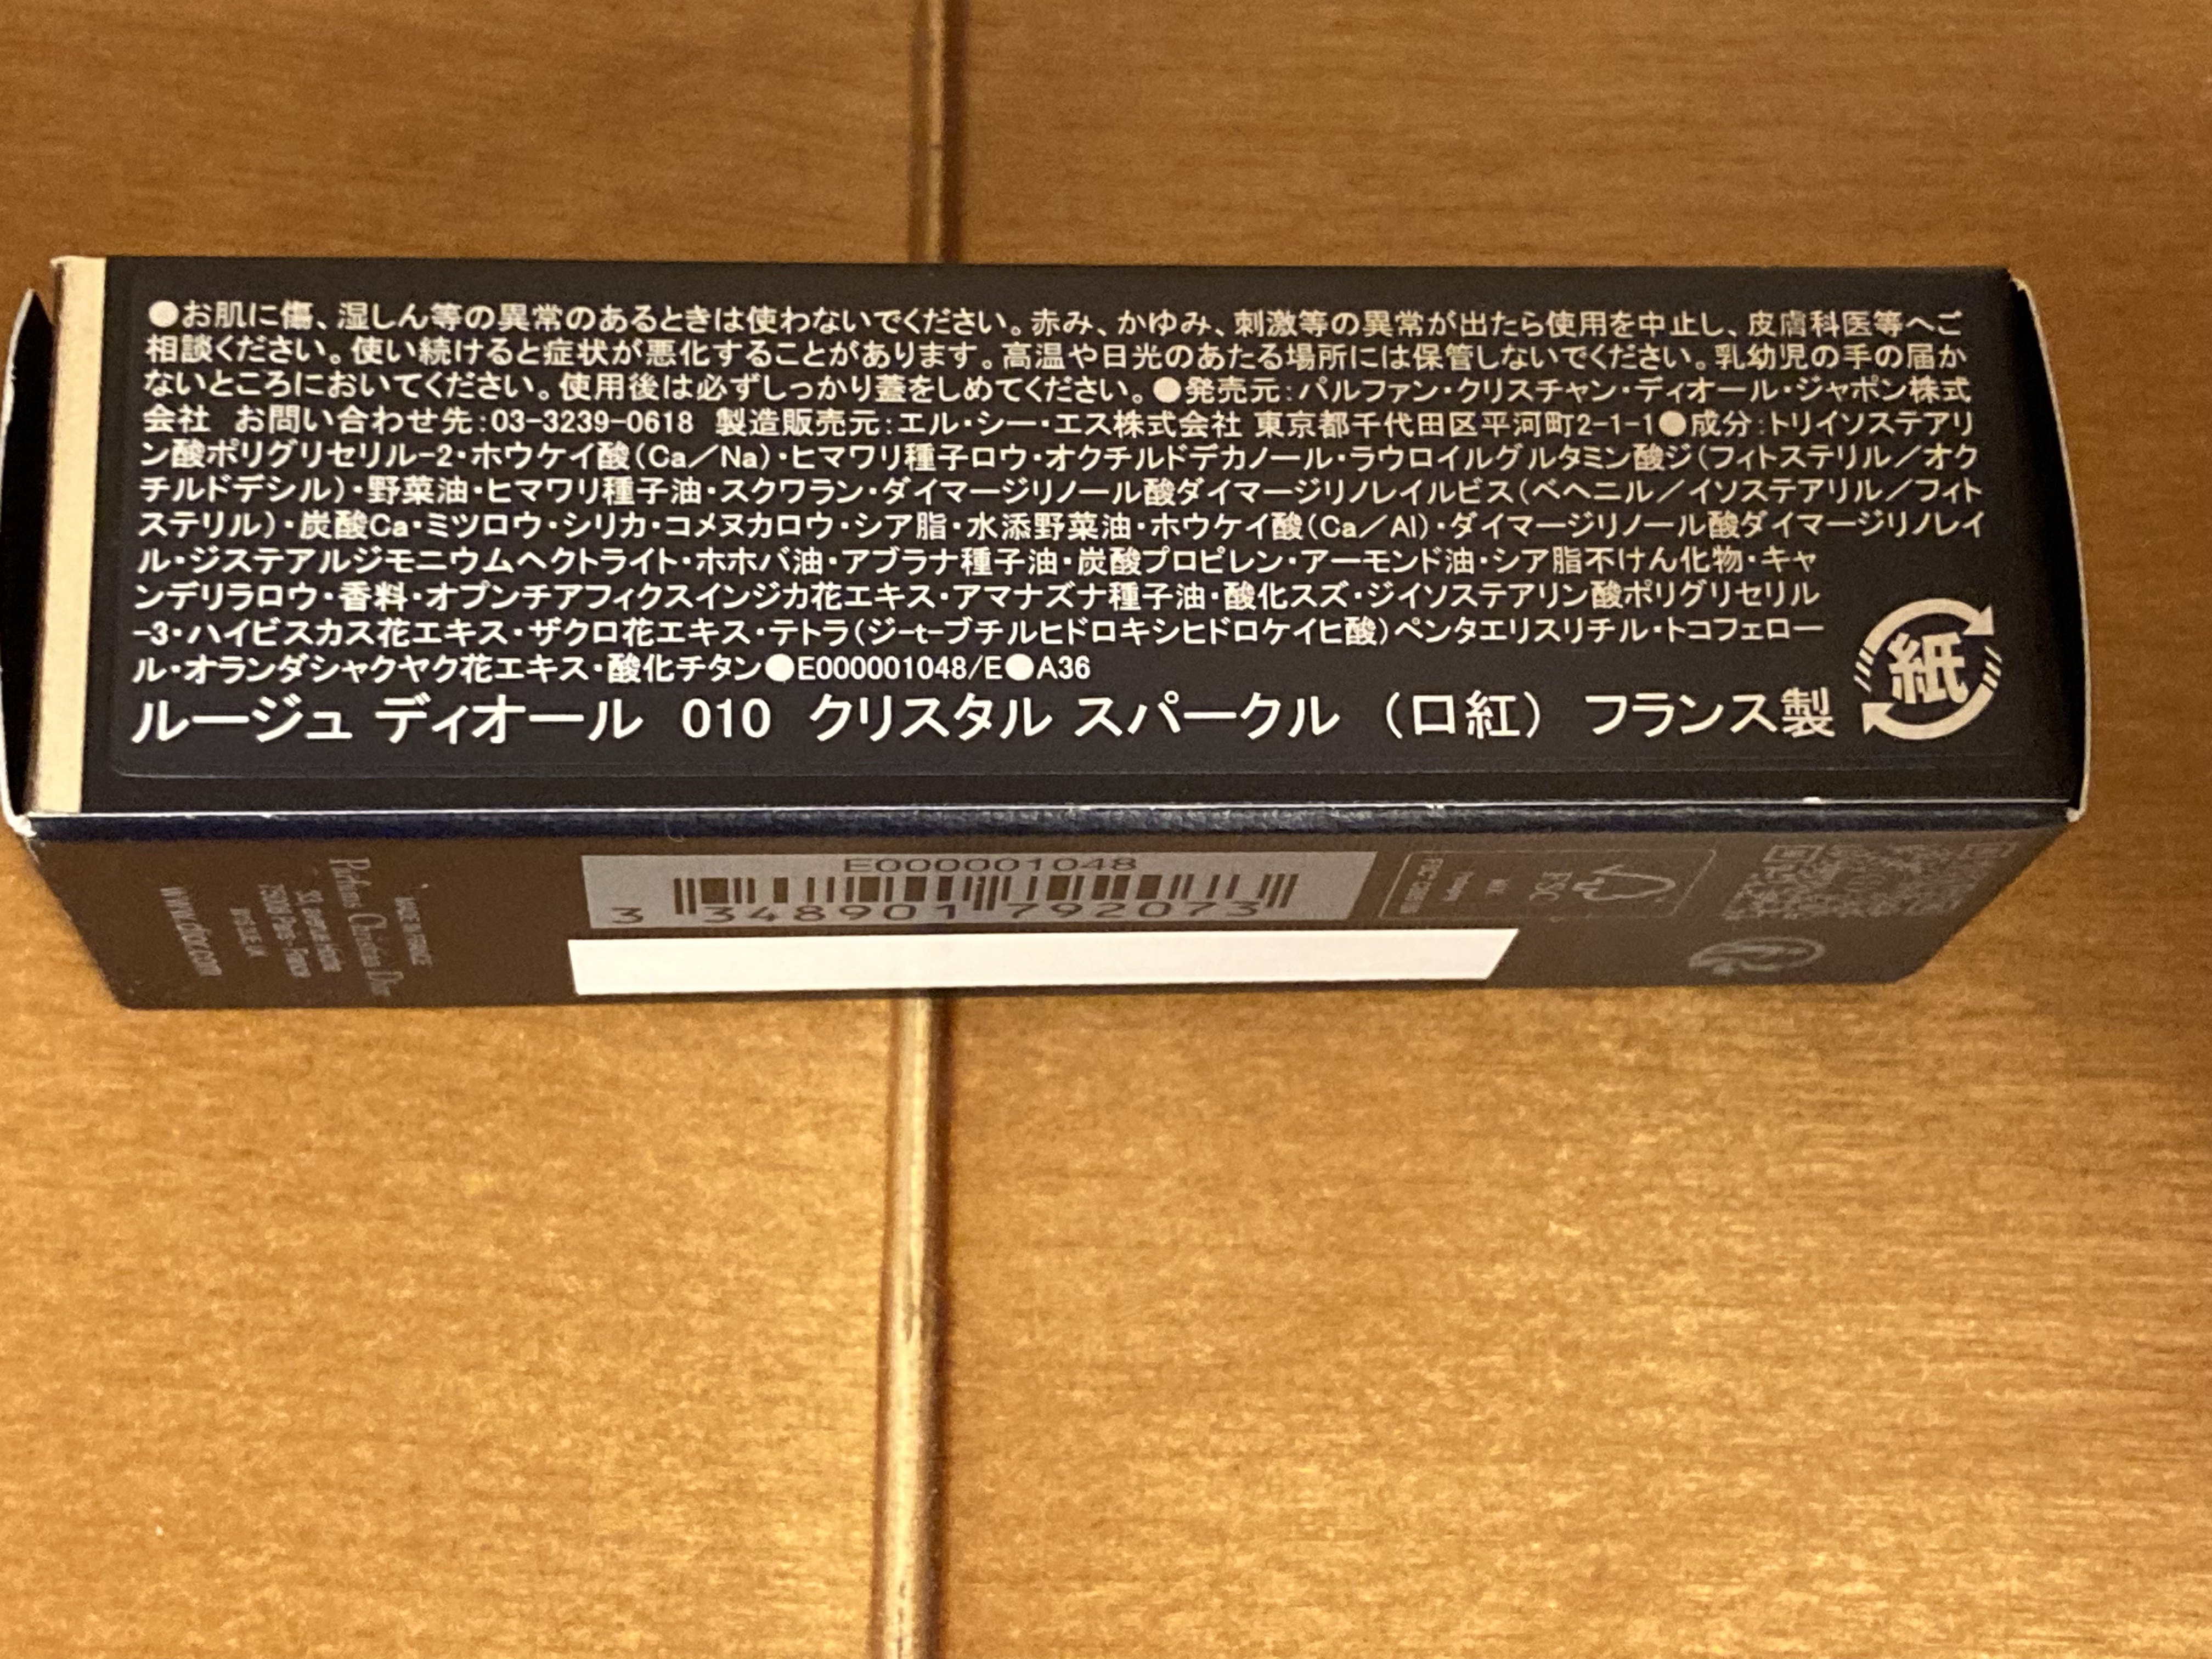 ●お肌に傷、湿しん等の異常のあるときは使わないでください。赤み、かゆみ、刺激等の異常が出たら使用を中止し、皮膚科医等へご
相談ください。使い続けると症状が悪化することがあります。高温や日光のあたる場所には保管しないでください。乳幼児の手の届か
ないところにおいてください。使用後は必ずしっかり蓋をしめてください。●発売元:パルファン・クリスチャン・ディオール・ジャポン株式
会社 お問い合わせ先:03-3239-0618 製造販売元:エル・シー・エス株式会社 東京都千代田区平河町2-1-1●成分:トリイソステアリ
ン酸ポリグリセリル-2・ホウケイ酸(Ca/Na)・ヒマワリ種子ロウ・オクチルドデカノール・ラウロイルグルタミン酸ジ(フィトステリル/オク
チルドデシル)・野菜油・ヒマワリ種子油・スクワラン・ダイマージリノール酸ダイマージリノレイルビス(ベヘニル/イソステアリル/フィト
ステリル)・炭酸Ca・ミツロウ・シリカ・コメヌカロウ・シア脂・水添野菜油・ホウケイ酸(Ca/Al)・ダイマージリノール酸ダイマージリノレイ
ル・ジステアルジモニウムヘクトライト・ホホバ油・アブラナ種子油・炭酸プロピレン・アーモンド油・シア脂不けん化物・キャ
ンデリラロウ・香料・オプンチアフィクスインジカ花エキス・アマナズナ種子油・酸化スズ・ジイソステアリン酸ポリグリセリル
-3・ハイビスカス花エキス・ザクロ花エキス・テトラ(ジ-t-ブチルヒドロキシヒドロケイヒ酸)ペンタエリスリチル・トコフェロー
ル・オランダシャクヤク花エキス・酸化チタン●E000001048/E●A36
紙
ルージュ ディオール 010 クリスタル スパークル (口紅) フランス製
E000001048
3 348901 792073
FSC
MADE IN FRANCE
Parfums Christian Dior
75008 Paris - France
www.dior.com